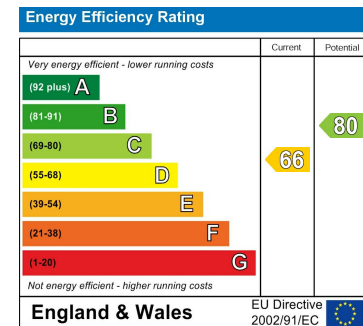 Energy Efficiency Rating
Current Potential
Very energy efficient - lower running costs
(92 plus) A
(81-91) B
(69-80) C
(55-68) D
(39-54) E
(21-38) F
(1-20) G
66
80
Not energy efficient - higher running costs
England & Wales
EU Directive
2002/91/EC